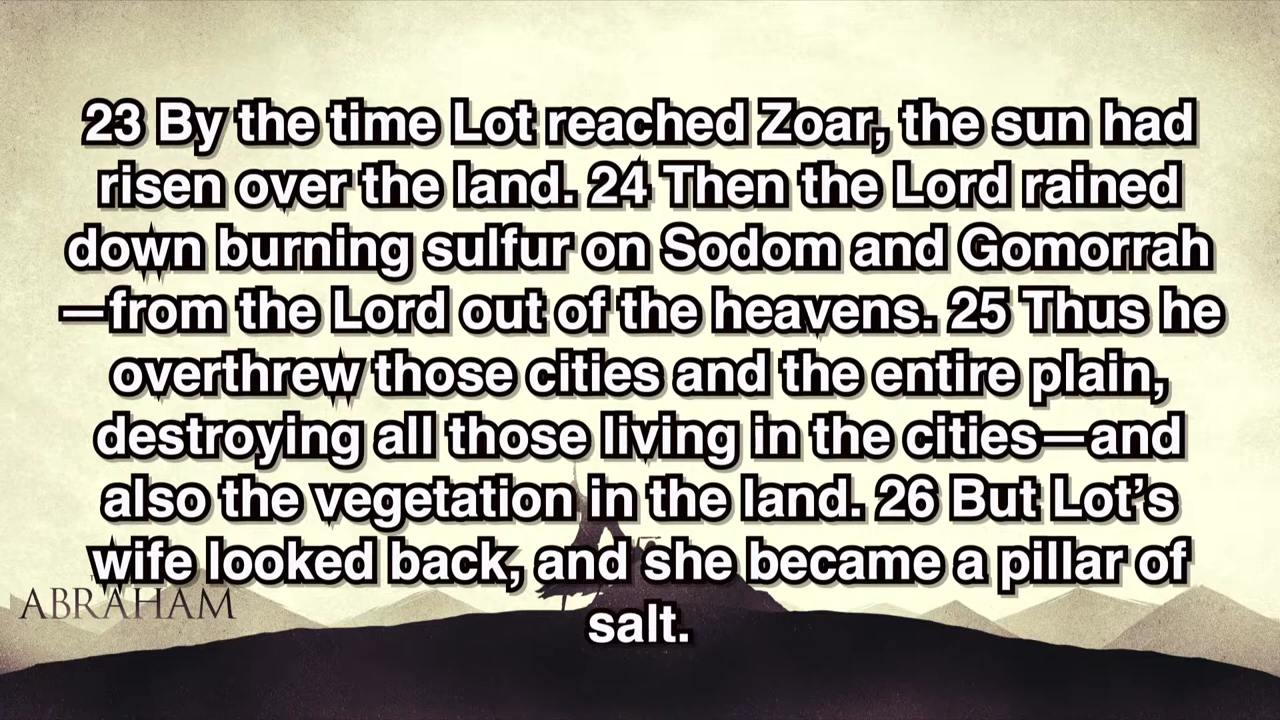 23 By the time Lot reached Zoar, the sun had
risen over the land. 24 Then the Lord rained
down burning sulfur on Sodom and Gomorrah
—from the Lord out of the heavens. 25 Thus he
overthrew those cities and the entire plain,
destroying all those living in the cities—and
also the vegetation in the land. 26 But Lot’s
wife looked back, and she became a pillar of
salt.
ABRAHAM